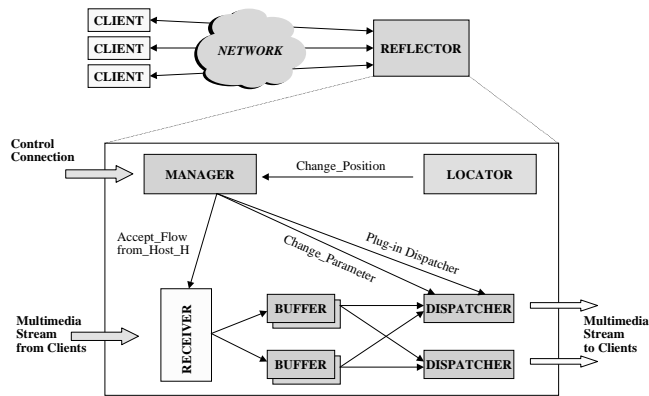 CLIENT
CLIENT
CLIENT
NETWORK
REFLECTOR
Control
Connection
MANAGER
Change_Position
LOCATOR
Accept_Flow
from_Host_H
Change_Parameter
Plug-in Dispatcher
Multimedia
Stream
from Clients
RECEIVER
BUFFER
BUFFER
DISPATCHER
DISPATCHER
Multimedia
Stream
to Clients